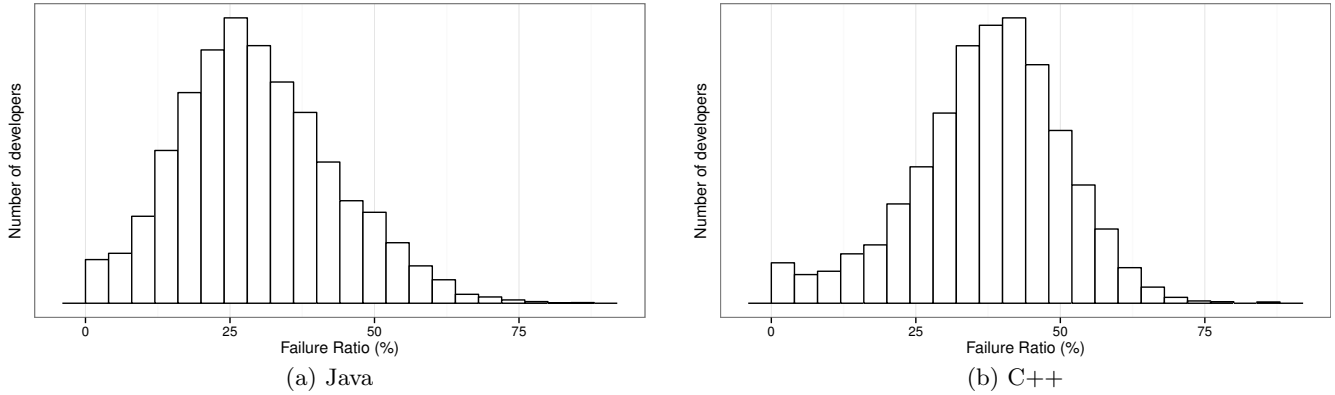 Number of developers
0 25 50 75
Failure Ratio (%)
(a) Java
Number of developers
0 25 50 75
Failure Ratio (%)
(b) C++